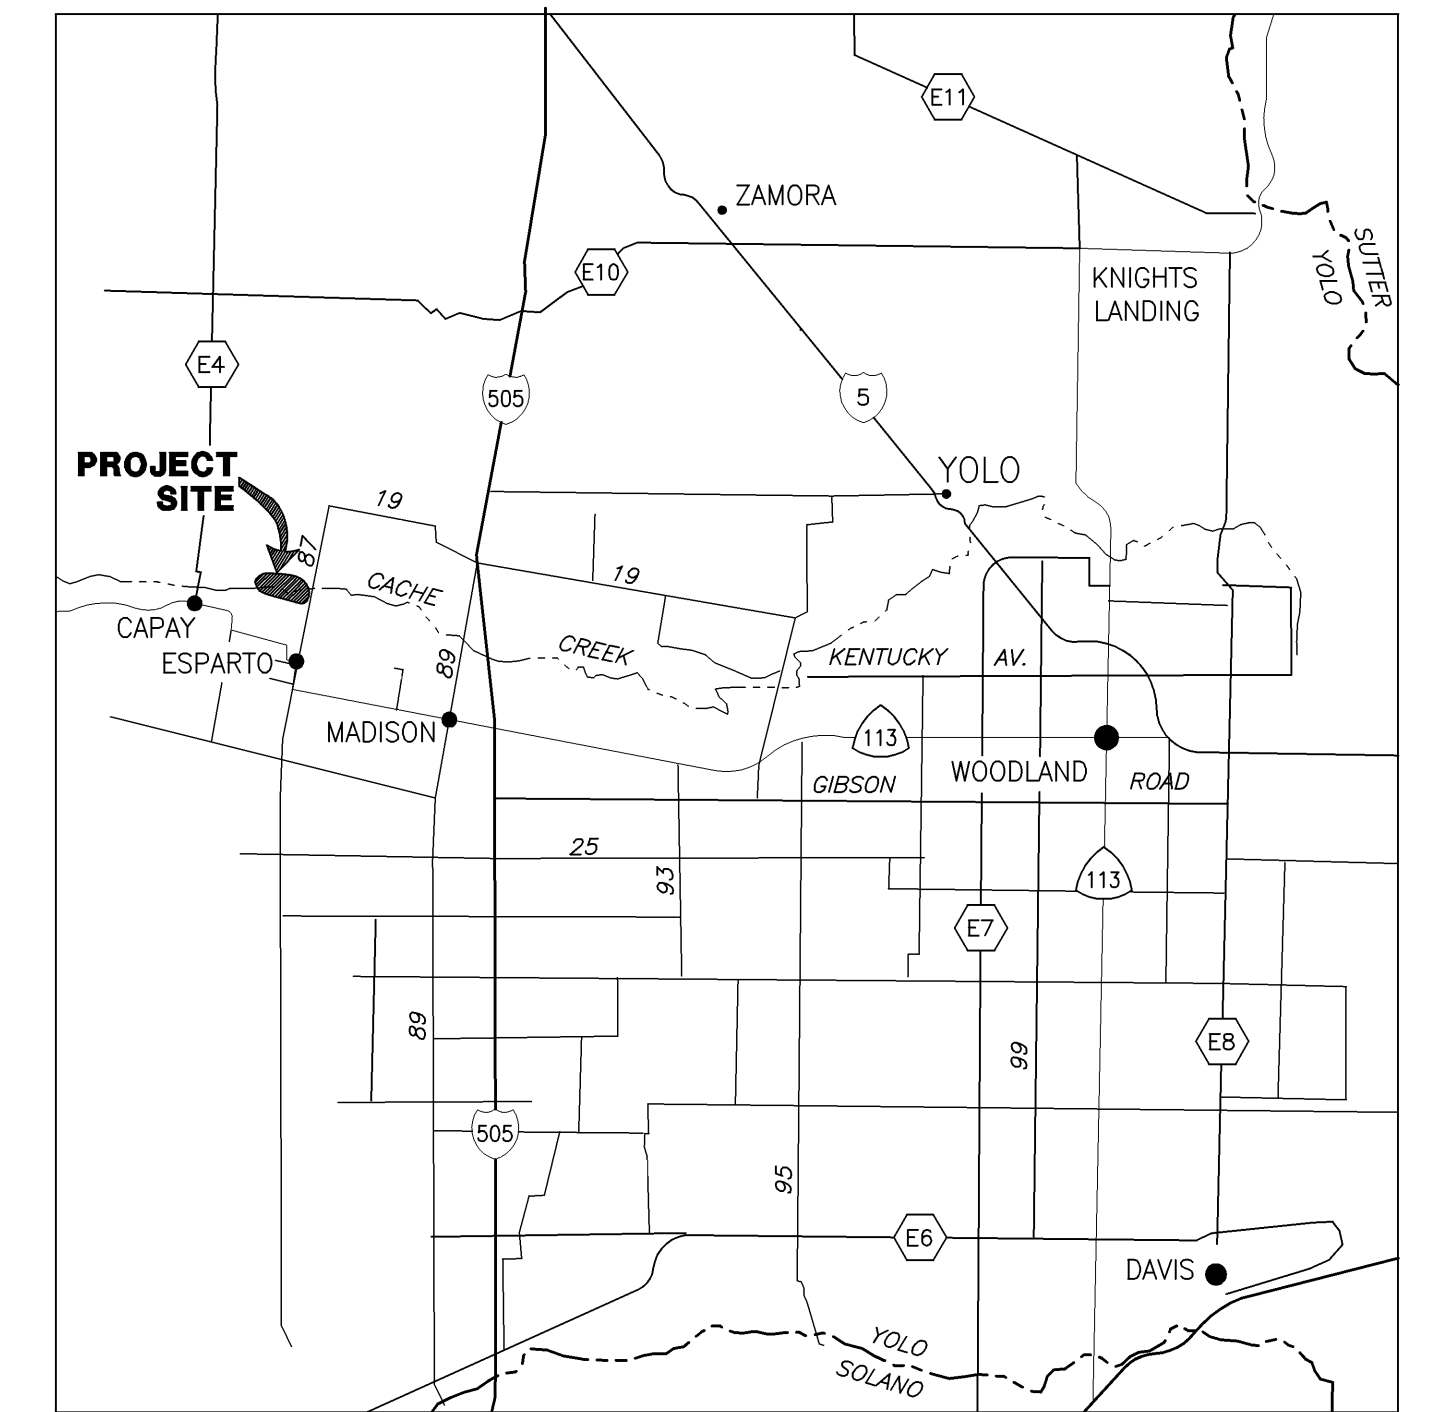 E11
ZAMORA
SUTTER
YOLO
E10
KNIGHTS
LANDING
E4
505
5
PROJECT
SITE
YOLO
19
87
19
CACHE
CAPAY
CREEK
ESPARTO
89
KENTUCKY AV.
MADISON
113
WOODLAND
GIBSON ROAD
25
93
113
E7
89
99
E8
505
95
E6
DAVIS
YOLO
SOLANO